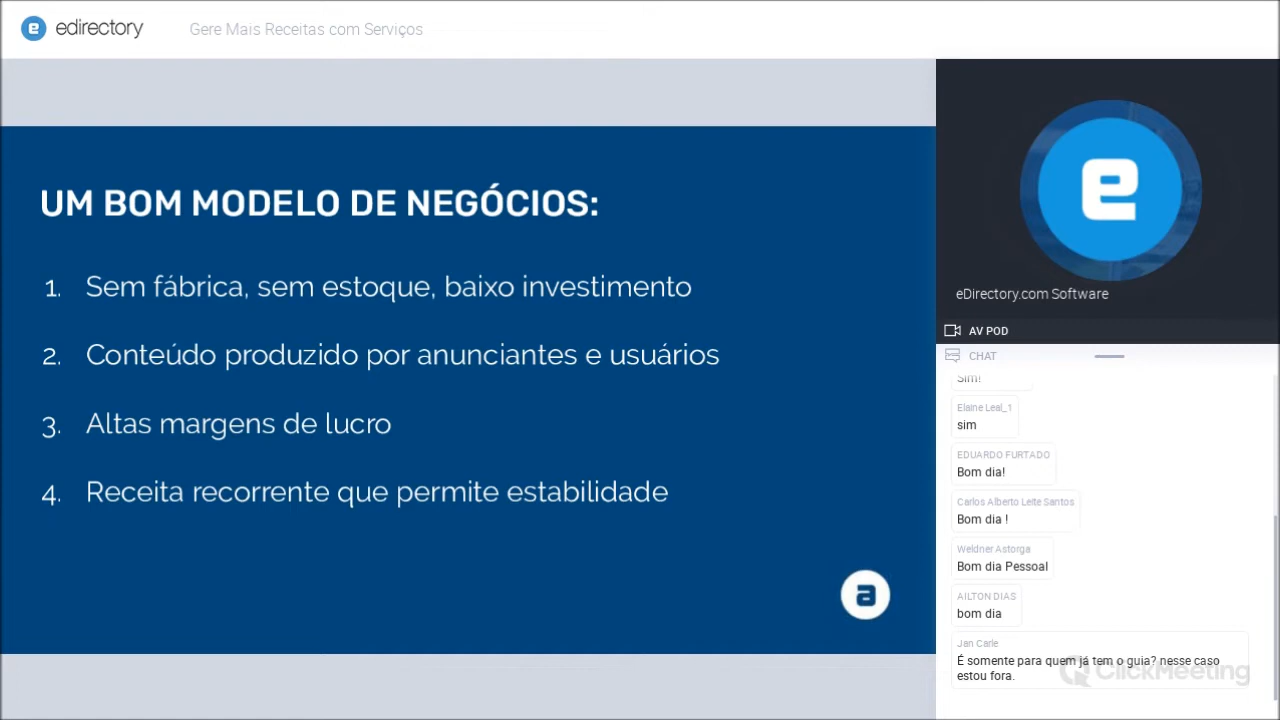 e edirectory
Gere Mais Receitas com Serviços
UM BOM MODELO DE NEGÓCIOS:
1. Sem fábrica, sem estoque, baixo investimento
2. Conteúdo produzido por anunciantes e usuários
3. Altas margens de lucro
4. Receita recorrente que permite estabilidade
a
e
eDirectory.com Software
AV POD
CHAT
Sim!
Elaine Leal_1
sim
EDUARDO FURTADO
Bom dia!
Carlos Alberto Leite Santos
Bom dia !
Weldner Astorga
Bom dia Pessoal
AILTON DIAS
bom dia
Jan Carle
É somente para quem já tem o guia? nesse caso
estou fora.
ClickMeeting